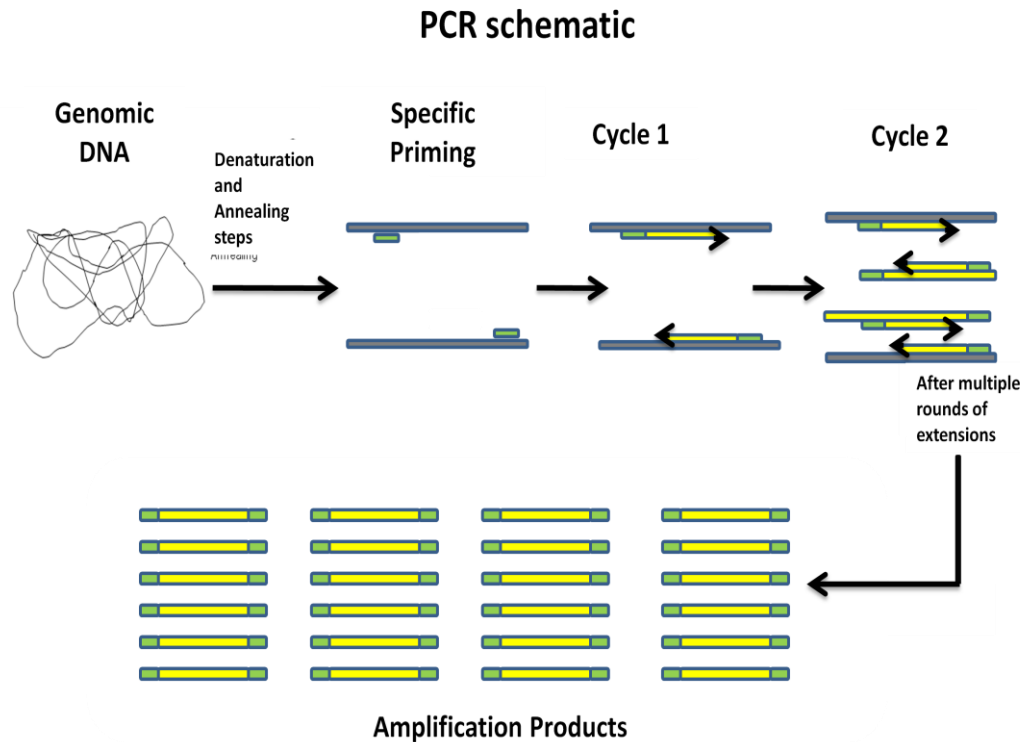 PCR schematic
Genomic
DNA
Denaturation
and
Annealing
steps
Annealing
Specific
Priming
Cycle 1
Cycle 2
After multiple
rounds of
extensions
Amplification Products